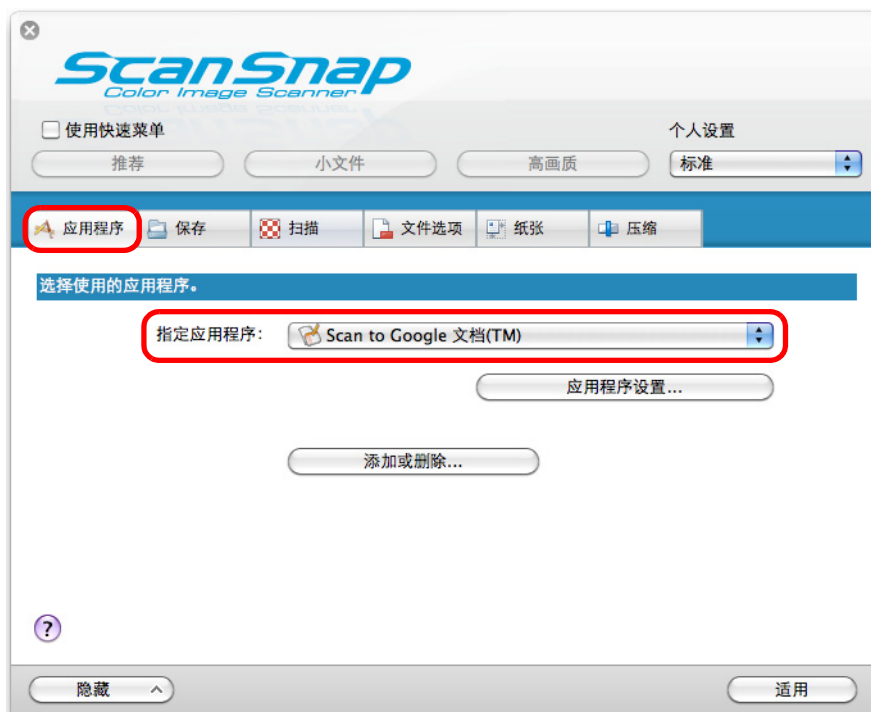 ScanSnap
Color Image Scanner
使用快速菜单
个人设置
推荐 小文件 高画质 标准
应用程序 保存 扫描 文件选项 纸张 压缩
选择使用的应用程序。
指定应用程序： Scan to Google 文档(TM)
应用程序设置...
添加或删除...
?
隐藏 适用